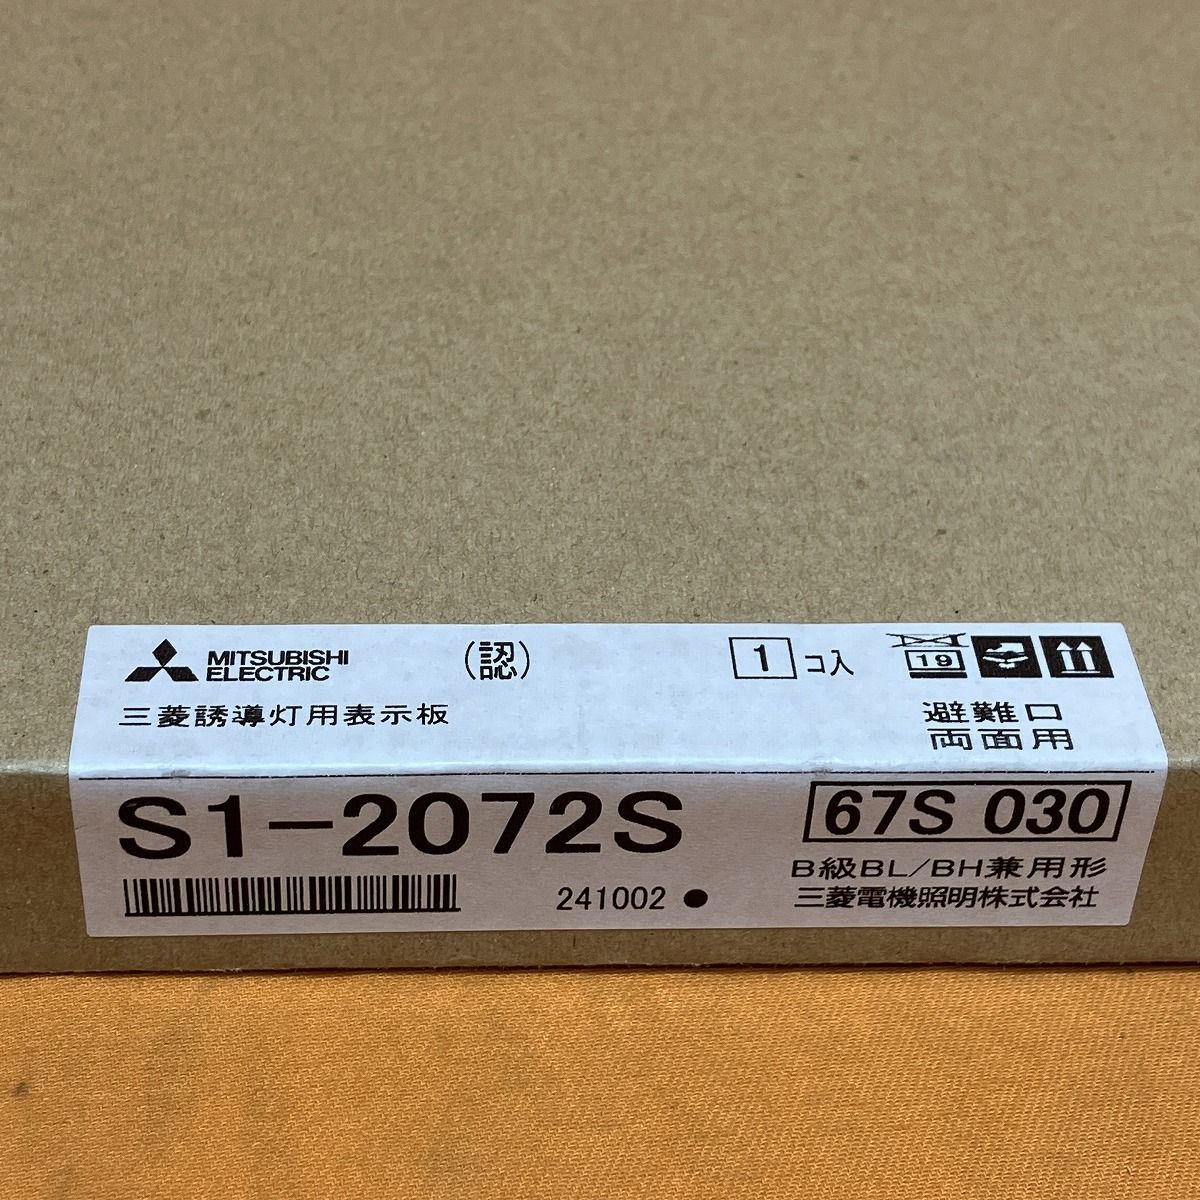 MITSUBISHI
ELECTRIC
(認)
1 コ入
19
三菱誘導灯用表示板
避難口
両面用
S1-2072S
67S 030
B級BL/BH兼用形
241002 ●
三菱電機照明株式会社